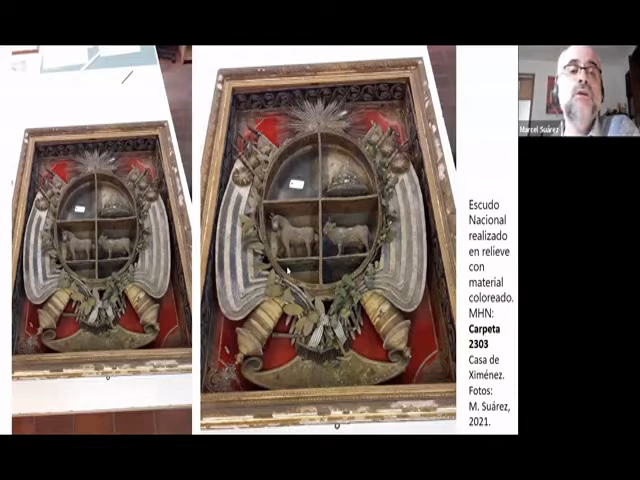 Marcel Suárez
Escudo
Nacional
realizado
en relieve
con
material
coloreado.
MHN:
Carpeta
2303
Casa de
Ximénez.
Fotos:
M. Suárez,
2021.